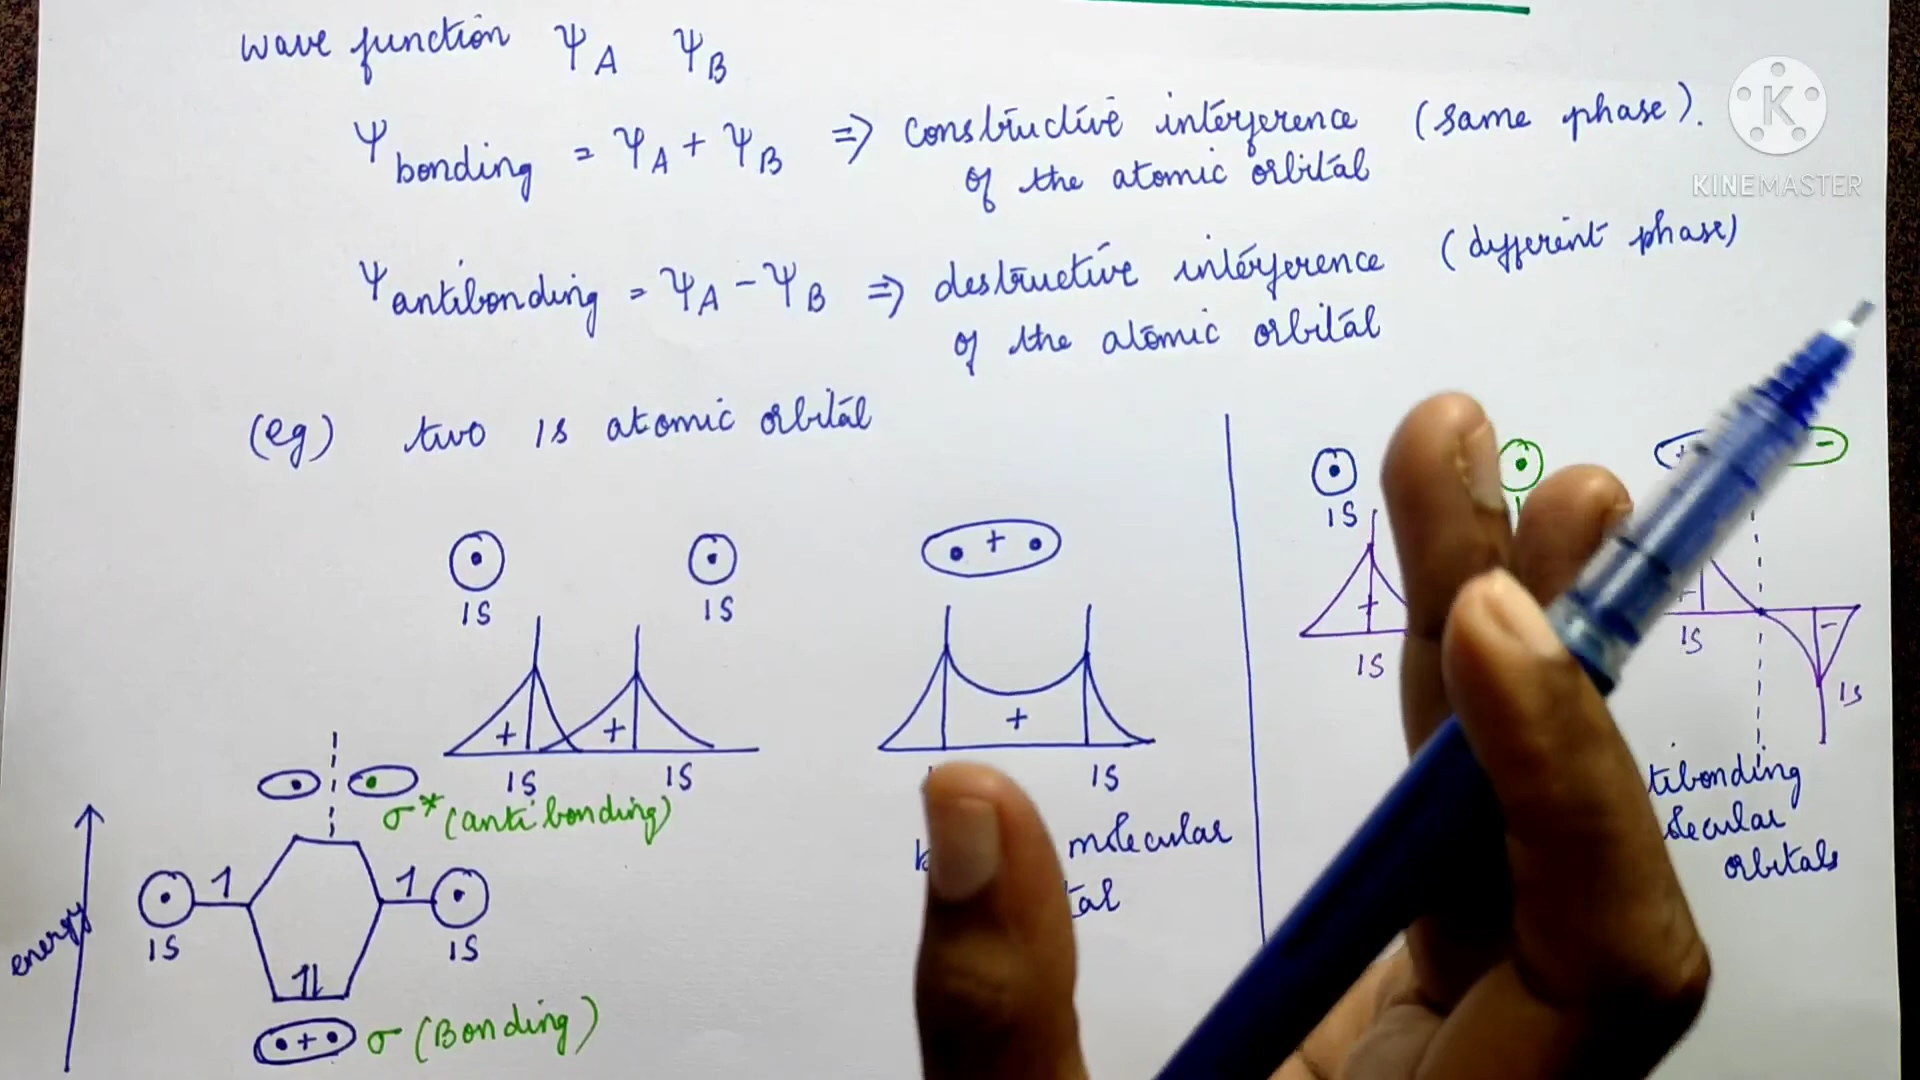 wave function ψA ψB
ψbonding = ψA + ψB ⇒ constructive interference (same phase).
of the atomic orbital
KINEMASTER
ψantibonding = ψA - ψB ⇒ destructive interference (different phase)
of the atomic orbital
(eg) two 1s atomic orbital
1S 1S
+ +
1S 1S
+
+
1S
molecular
1S
+
1S
-
1S
1S
-
tibonding
lecular
orbitals
σ* (antibonding)
energy
1 1
1S 1S
1⇂
+ σ (Bonding)